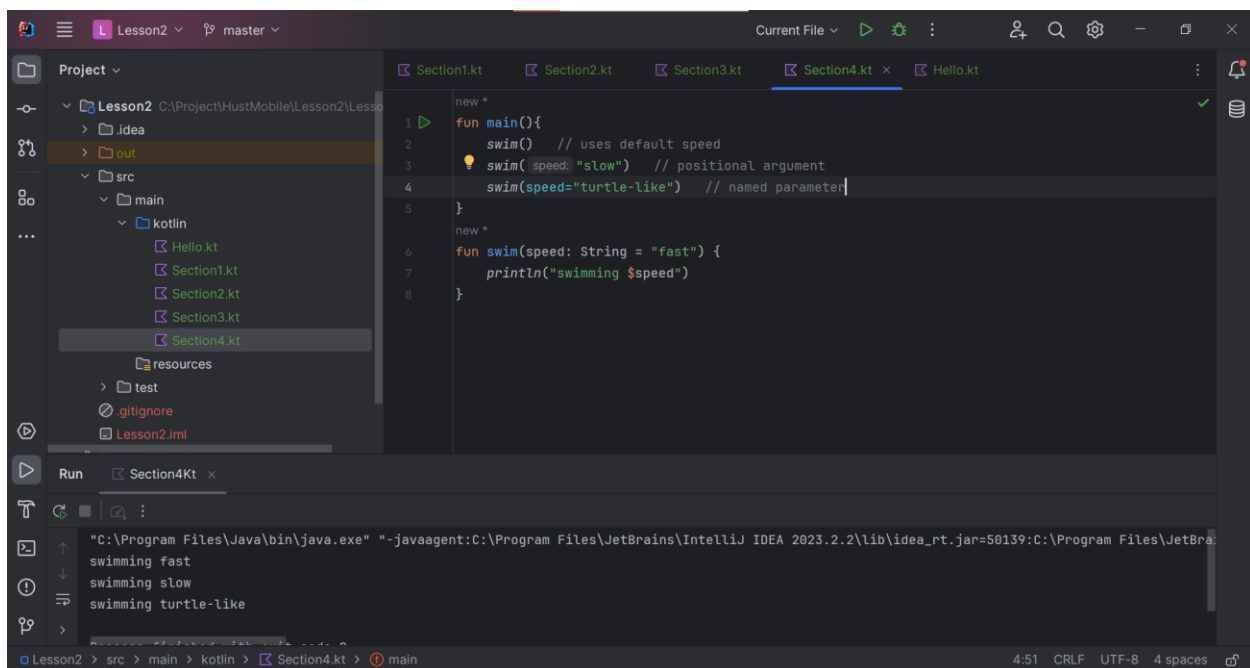 L Lesson2 master Current File
Project
Section1.kt Section2.kt Section3.kt Section4.kt Hello.kt
Lesson2 C:\Project\HustMobile\Lesson2\Lesso
.idea
out
src
main
kotlin
Hello.kt
Section1.kt
Section2.kt
Section3.kt
Section4.kt
resources
test
.gitignore
Lesson2.iml
new *
1 fun main(){
2 swim() // uses default speed
3 swim( speed: "slow") // positional argument
4 swim(speed="turtle-like") // named parameter
5 }
new *
6 fun swim(speed: String = "fast") {
7 println("swimming $speed")
8 }
Run Section4Kt
"C:\Program Files\Java\bin\java.exe" "-javaagent:C:\Program Files\JetBrains\IntelliJ IDEA 2023.2.2\lib\idea_rt.jar=50139:C:\Program Files\JetBra
swimming fast
swimming slow
swimming turtle-like
Process finished with exit code 0
Lesson2 > src > main > kotlin > Section4.kt > main 4:51 CRLF UTF-8 4 spaces